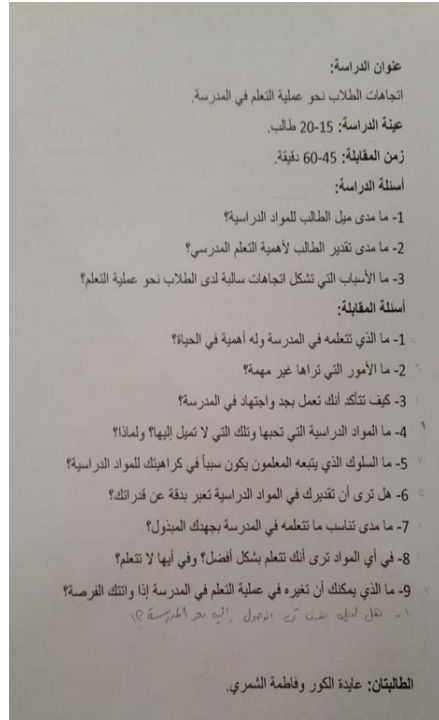 عنوان الدراسة:
اتجاهات الطلاب نحو عملية التعلم في المدرسة.
عينة الدراسة: 15-20 طالب.
زمن المقابلة: 45-60 دقيقة.
أسئلة الدراسة:
1- ما مدى ميل الطالب للمواد الدراسية؟
2- ما مدى تقدير الطالب لأهمية التعلم المدرسي؟
3- ما الأسباب التي تشكل اتجاهات سالبة لدى الطلاب نحو عملية التعلم؟
أسئلة المقابلة:
1- ما الذي تتعلمه في المدرسة وله أهمية في الحياة؟
2- ما الأمور التي تراها غير مهمة؟
3- كيف تتأكد أنك تعمل بجد واجتهاد في المدرسة؟
4- ما المواد الدراسية التي تحبها وتلك التي لا تميل إليها؟ ولماذا؟
5- ما السلوك الذي يتبعه المعلمون يكون سبباً في كراهيتك للمواد الدراسية؟
6- هل ترى أن تقديرك في المواد الدراسية تعبر بدقة عن قدراتك؟
7- ما مدى تناسب ما تتعلمه في المدرسة بجهدك المبذول؟
8- في أي المواد ترى أنك تتعلم بشكل أفضل؟ وفي أيها لا تتعلم؟
9- ما الذي يمكنك أن تغيره في عملية التعلم في المدرسة إذا واتتك الفرصة؟
هل لديك هدف الوصول إليه بعد المدرسة؟
الطالبتان: عايدة الكور وفاطمة الشمري.